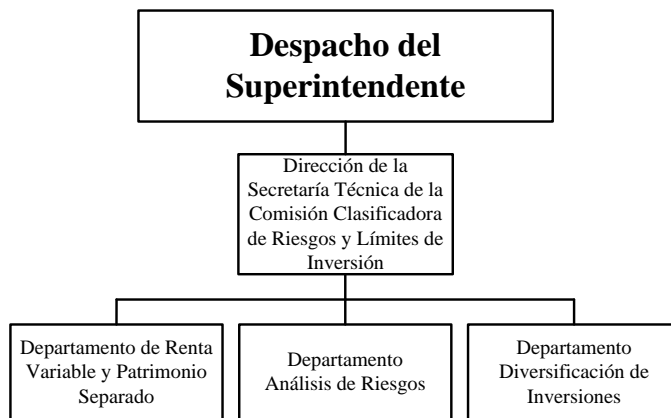 Despacho del
Superintendente
Dirección de la
Secretaría Técnica de la
Comisión Clasificadora
de Riesgos y Límites de
Inversión
Departamento de Renta
Variable y Patrimonio
Separado
Departamento
Análisis de Riesgos
Departamento
Diversificación de
Inversiones